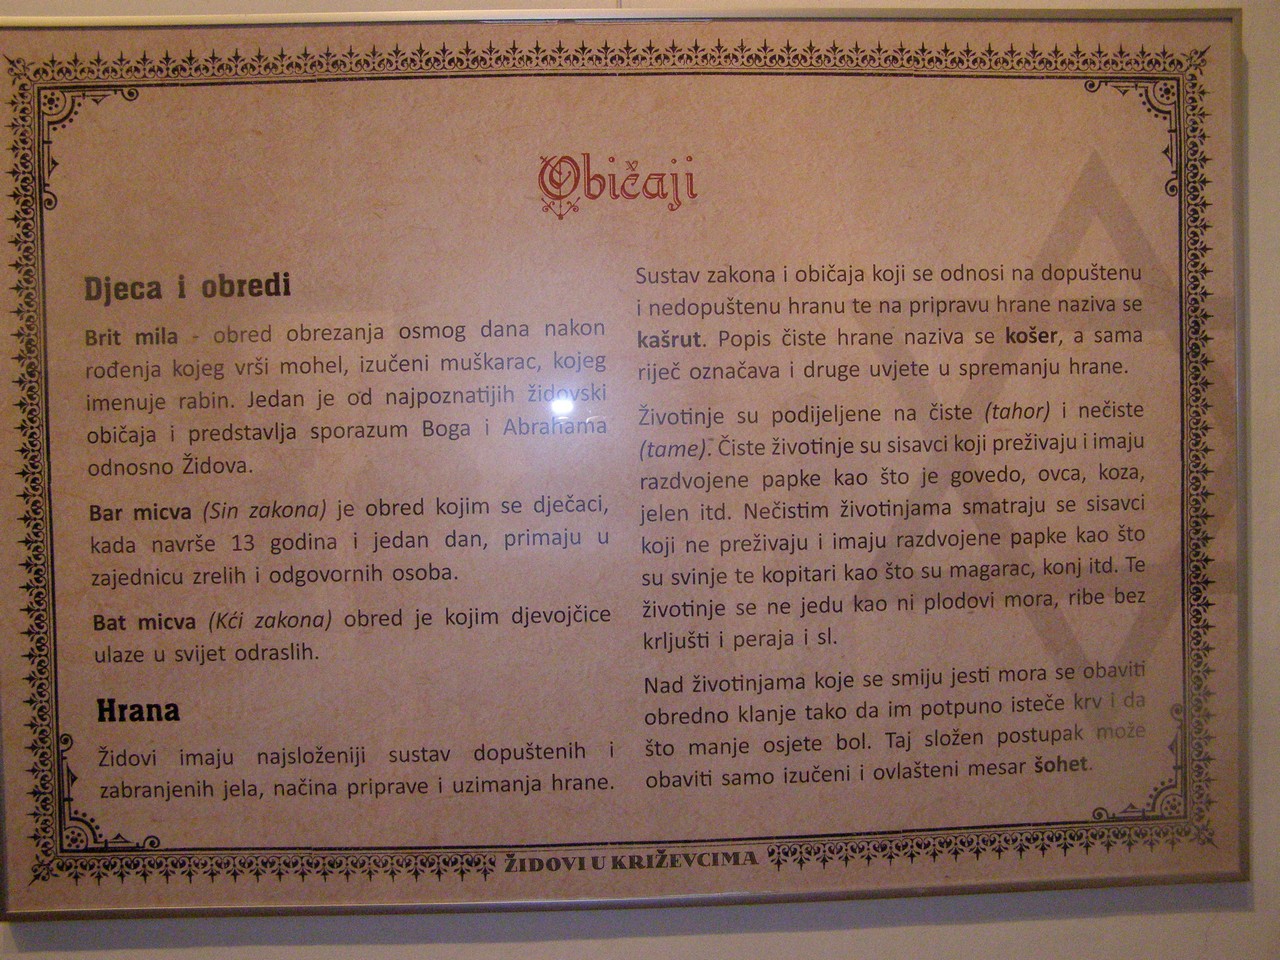 Običaji
Djeca i obredi
Brit mila - obred obrezanja osmog dana nakon
rođenja kojeg vrši mohel, izučeni muškarac, kojeg
imenuje rabin. Jedan je od najpoznatijih židovski
običaja i predstavlja sporazum Boga i Abrahama
odnosno Židova.
Bar micva (Sin zakona) je obred kojim se dječaci,
kada navrše 13 godina i jedan dan, primaju u
zajednicu zrelih i odgovornih osoba.
Bat micva (Kći zakona) obred je kojim djevojčice
ulaze u svijet odraslih.
Hrana
Židovi imaju najsloženiji sustav dopuštenih i
zabranjenih jela, načina priprave i uzimanja hrane.
Sustav zakona i običaja koji se odnosi na dopuštenu
i nedopuštenu hranu te na pripravu hrane naziva se
kašrut. Popis čiste hrane naziva se košer, a sama
riječ označava i druge uvjete u spremanju hrane.
Životinje su podijeljene na čiste (tahor) i nečiste
(tame). Čiste životinje su sisavci koji preživaju i imaju
razdvojene papke kao što je govedo, ovca, koza,
jelen itd. Nečistim životinjama smatraju se sisavci
koji ne preživaju i imaju razdvojene papke kao što
su svinje te kopitari kao što su magarac, konj itd. Te
životinje se ne jedu kao ni plodovi mora, ribe bez
krljušti i peraja i sl.
Nad životinjama koje se smiju jesti mora se obaviti
obredno klanje tako da im potpuno isteče krv i da
što manje osjete bol. Taj složen postupak može
obaviti samo izučeni i ovlašteni mesar šohet.
ŽIDOVI U KRIŽEVCIMA